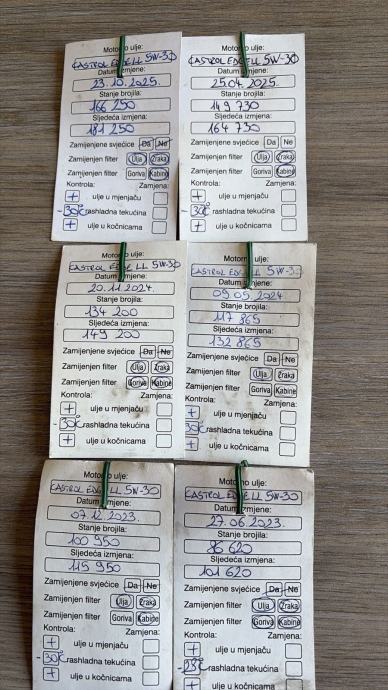 Motorno ulje:
CASTROL EDGE LL 5W-30
Datum izmjene:
23.10.2025.
Stanje brojila:
166 250
Sljedeća izmjena:
181 250
Zamijenjene svjećice Da Ne
Zamijenjen filter Ulja Zraka
Zamijenjen filter Goriva Kabine
Kontrola: Zamjena:
+ ulje u mjenjaču
-30°C rashladna tekućina
+ ulje u kočnicama
Motorno ulje:
CASTROL EDGE LL 5W-30
Datum izmjene:
25.04.2025.
Stanje brojila:
149 730
Sljedeća izmjena:
164 730
Zamijenjene svjećice Da Ne
Zamijenjen filter Ulja Zraka
Zamijenjen filter Goriva Kabine
Kontrola: Zamjena:
+ ulje u mjenjaču
-30°C rashladna tekućina
+ ulje u kočnicama
Motorno ulje:
CASTROL EDGE LL 5W-30
Datum izmjene:
20.11.2024.
Stanje brojila:
134 200
Sljedeća izmjena:
149 200
Zamijenjene svjećice Da Ne
Zamijenjen filter Ulja Zraka
Zamijenjen filter Goriva Kabine
Kontrola: Zamjena:
+ ulje u mjenjaču
-30°C rashladna tekućina
+ ulje u kočnicama
Motorno ulje:
CASTROL EDGE LL 5W-30
Datum izmjene:
09.05.2024
Stanje brojila:
117 865
Sljedeća izmjena:
132 865
Zamijenjene svjećice Da Ne
Zamijenjen filter Ulja Zraka
Zamijenjen filter Goriva Kabine
Kontrola: Zamjena:
+ ulje u mjenjaču
-30°C rashladna tekućina
+ ulje u kočnicama
Motorno ulje:
CASTROL EDGE LL 5W-30
Datum izmjene:
07.12.2023.
Stanje brojila:
100 950
Sljedeća izmjena:
115 950
Zamijenjene svjećice Da Ne
Zamijenjen filter Ulja Zraka
Zamijenjen filter Goriva Kabine
Kontrola: Zamjena:
+ ulje u mjenjaču
-30°C rashladna tekućina
+ ulje u kočnicama
Motorno ulje:
CASTROL EDGE LL 5W-30
Datum izmjene:
27.06.2023.
Stanje brojila:
86 620
Sljedeća izmjena:
101 620
Zamijenjene svjećice Da Ne
Zamijenjen filter Ulja Zraka
Zamijenjen filter Goriva Kabine
Kontrola: Zamjena:
+ ulje u mjenjaču
-28°C rashladna tekućina
+ ulje u kočnicama